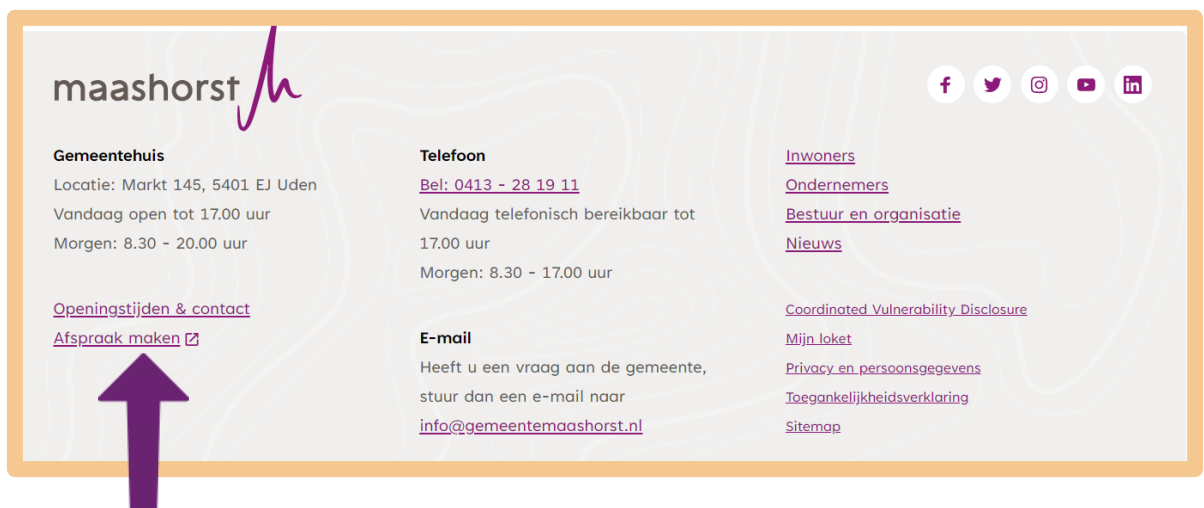 maashorst
Gemeentehuis
Locatie: Markt 145, 5401 EJ Uden
Vandaag open tot 17.00 uur
Morgen: 8.30 - 20.00 uur
Openingstijden & contact
Afspraak maken
Telefoon
Bel: 0413 - 28 19 11
Vandaag telefonisch bereikbaar tot
17.00 uur
Morgen: 8.30 - 17.00 uur
E-mail
Heeft u een vraag aan de gemeente,
stuur dan een e-mail naar
info@gemeentemaashorst.nl
Inwoners
Ondernemers
Bestuur en organisatie
Nieuws
Coordinated Vulnerability Disclosure
Mijn loket
Privacy en persoonsgegevens
Toegankelijkheidsverklaring
Sitemap